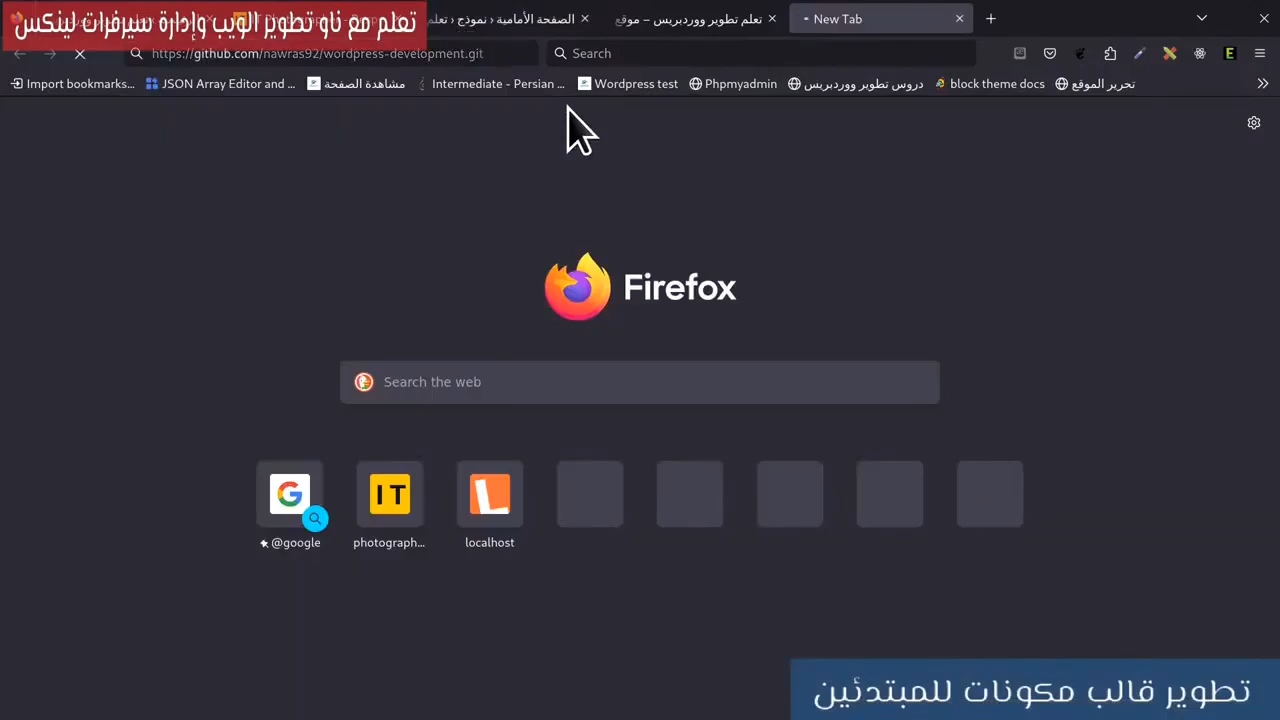 تعلم مع ناو تطوير الويب وإدارة سيرفرات لينكس
الصفحة الأمامية ‹ نموذج ‹ تعلم
تعلم تطوير ووردبريس – موقع
New Tab
https://github.com/nawras92/wordpress-development.git
Search
Import bookmarks...
JSON Array Editor and ...
مشاهدة الصفحة
Intermediate - Persian ...
Wordpress test
Phpmyadmin
دروس تطوير ووردبريس
block theme docs
تحرير الموقع
Firefox
Search the web
@google
photograph...
localhost
تطوير قالب مكونات للمبتدئين